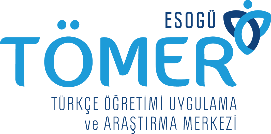 ESOGÜ
TÖMER
TÜRKÇE ÖĞRETİMİ UYGULAMA
ve ARAŞTIRMA MERKEZİ